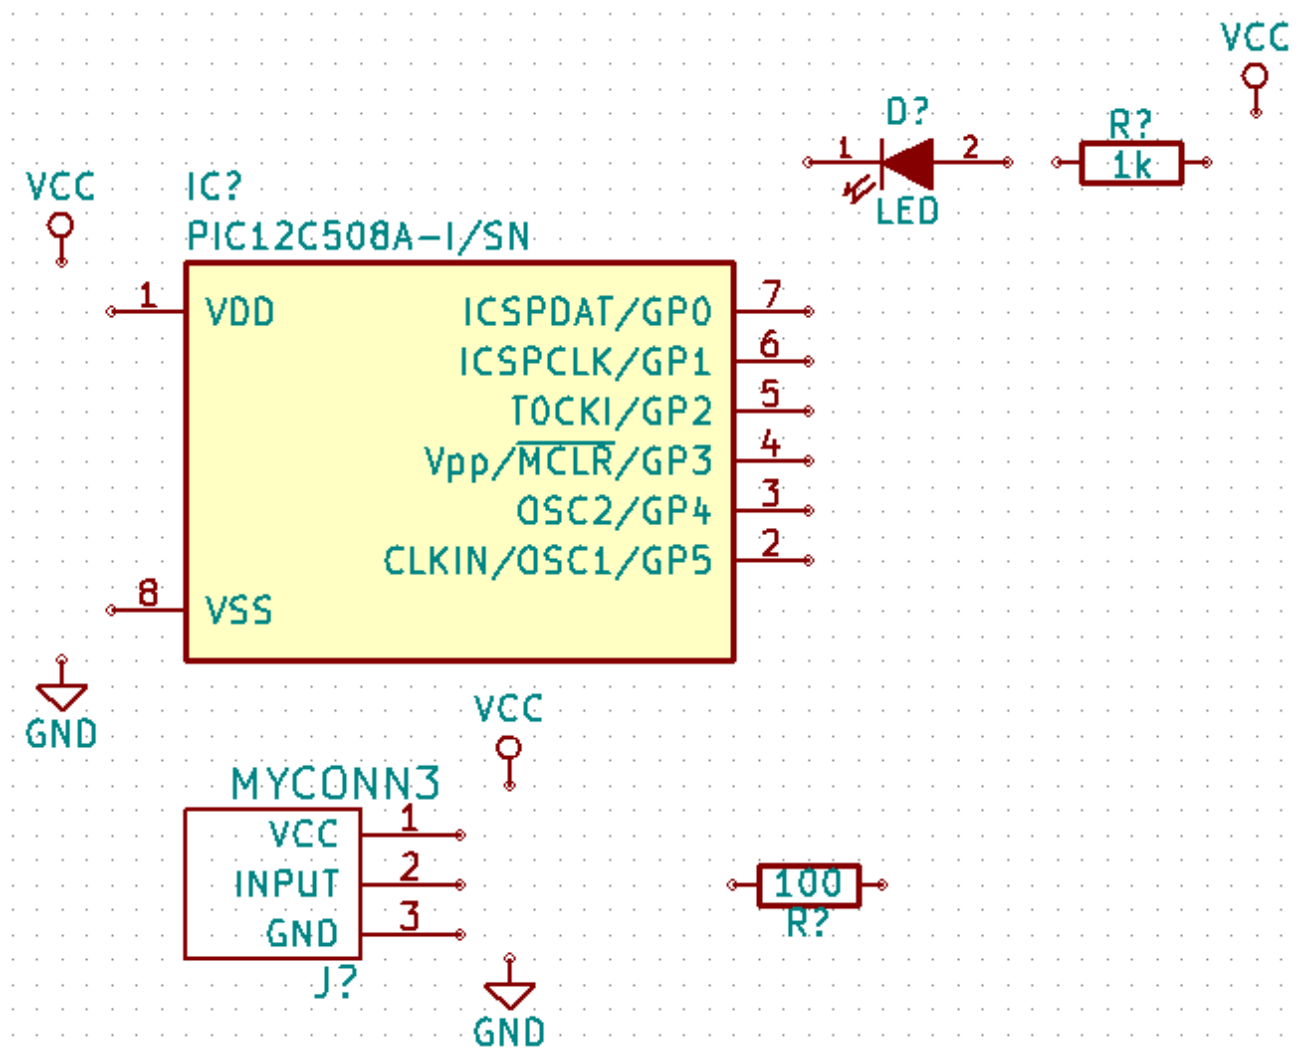 VCC
D?
R?
1
2
1k
LED
VCC
IC?
PIC12C508A-I/SN
1
VDD
ICSPDAT/GP0
7
ICSPCLK/GP1
6
T0CKI/GP2
5
Vpp/MCLR/GP3
4
OSC2/GP4
3
CLKIN/OSC1/GP5
2
8
VSS
GND
VCC
MYCONN3
VCC
1
INPUT
2
GND
3
J?
100
R?
GND